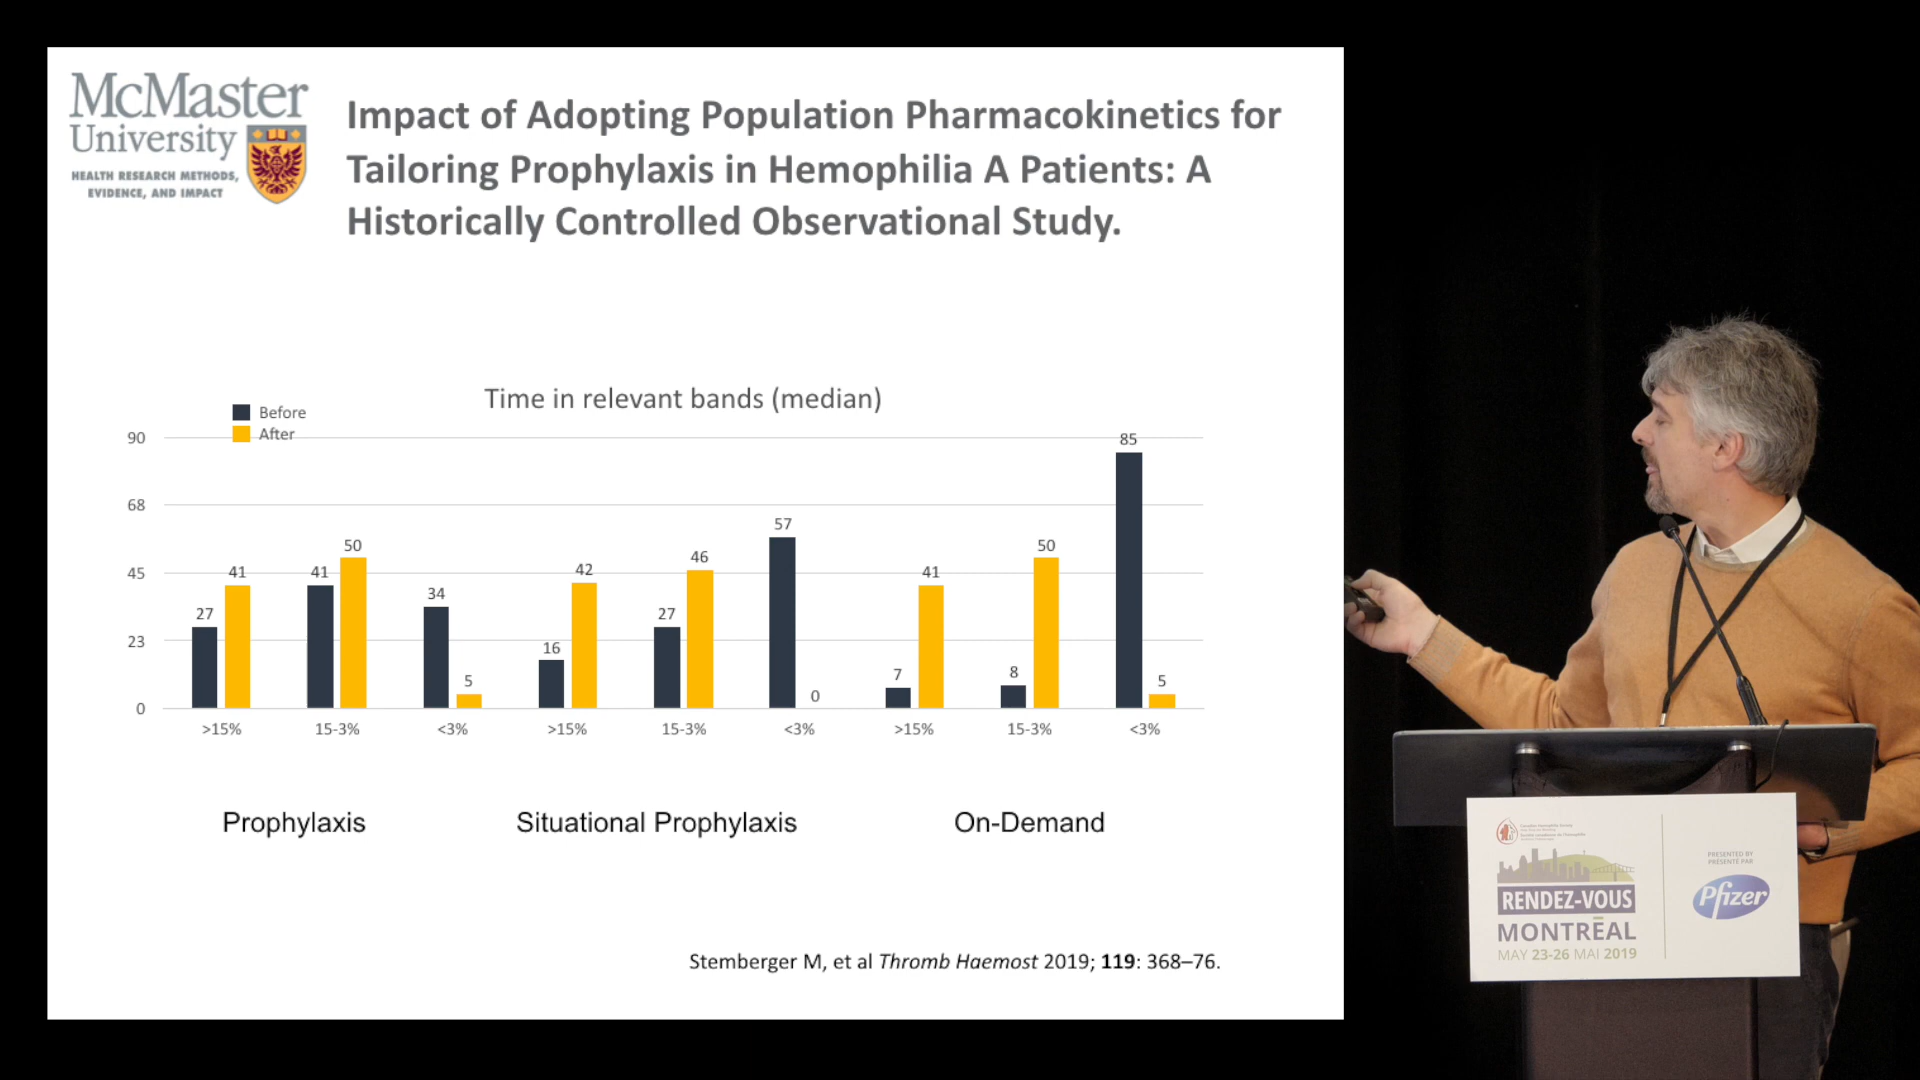 McMaster
University
HEALTH RESEARCH METHODS,
EVIDENCE, AND IMPACT
Impact of Adopting Population Pharmacokinetics for
Tailoring Prophylaxis in Hemophilia A Patients: A
Historically Controlled Observational Study.
Time in relevant bands (median)
Before
After
90
68
45
23
0
27
41
41
50
34
5
16
42
27
46
57
0
7
41
8
50
85
5
>15%
15-3%
<3%
>15%
15-3%
<3%
>15%
15-3%
<3%
Prophylaxis
Situational Prophylaxis
On-Demand
Stemberger M, et al Thromb Haemost 2019; 119: 368–76.
RENDEZ-VOUS
MONTRÉAL
MAY 23-26 MAI 2019
PRESENTED BY
PRÉSENTÉ PAR
Pfizer